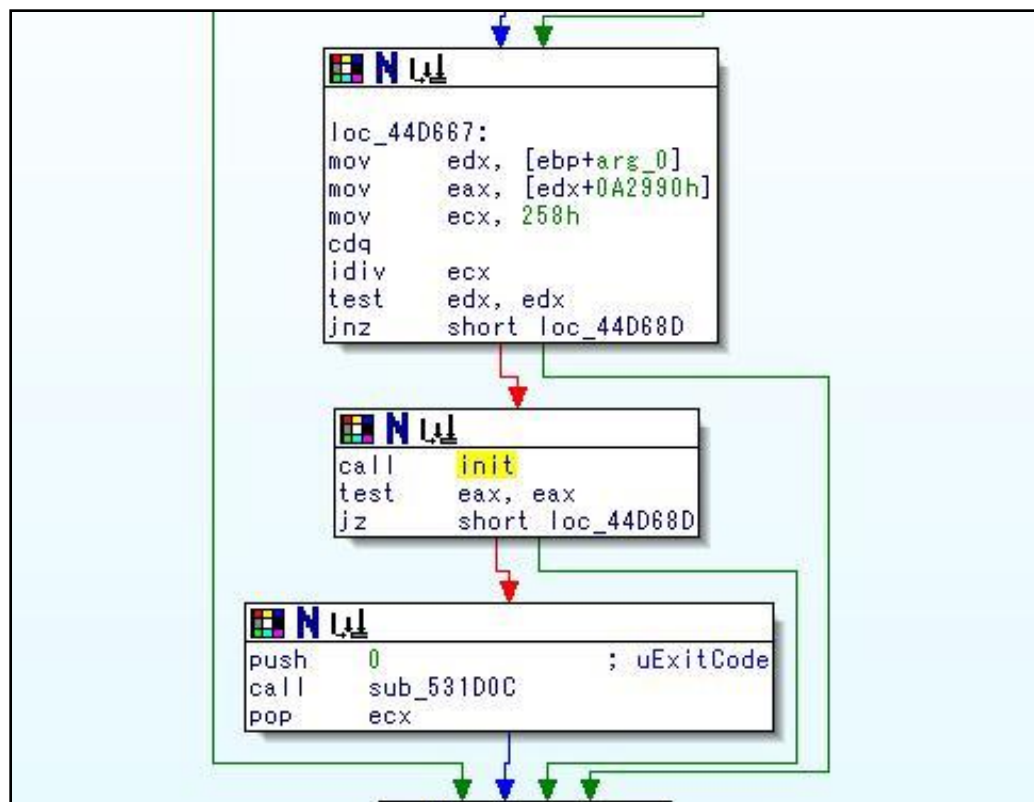 N
loc_44D667:
mov edx, [ebp+arg_0]
mov eax, [edx+0A2990h]
mov ecx, 258h
cdq
idiv ecx
test edx, edx
jnz short loc_44D68D
N
call init
test eax, eax
jz short loc_44D68D
N
push 0 ; uExitCode
call sub_531D0C
pop ecx